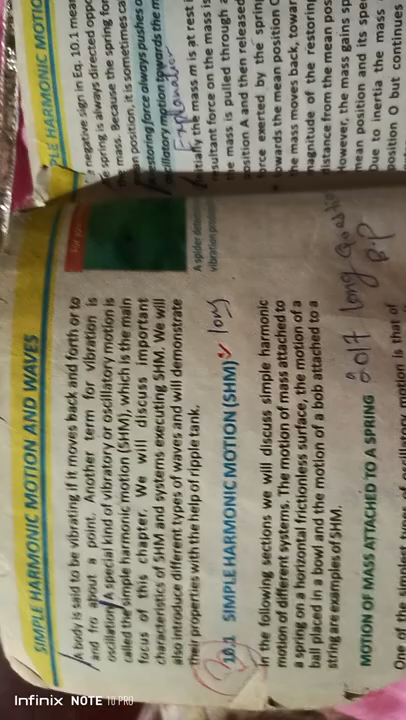 SIMPLE HARMONIC MOTION AND WAVES
A body is said to be vibrating if it moves back and forth or to
and fro about a point. Another term for vibration is
oscillation. A special kind of vibratory or oscillatory motion is
called the simple harmonic motion (SHM), which is the main
focus of this chapter. We will discuss important
characteristics of SHM and systems executing SHM. We will
also introduce different types of waves and will demonstrate
their properties with the help of ripple tank.
10.1 SIMPLE HARMONIC MOTION (SHM) long
In the following sections we will discuss simple harmonic
motion of different systems. The motion of mass attached to
a spring on a horizontal frictionless surface, the motion of a
ball placed in a bowl and the motion of a bob attached to a
string are examples of SHM.
MOTION OF MASS ATTACHED TO A SPRING
2017 long
One of the simplest types of oscillatory motion is that of
A spider
vibration
PLE HARMONIC MOTIO
negative sign in Eq. 10.1 mean
spring is always directed oppo
mass. Because the spring for
an position, it is sometimes ca
restoring force always pushes o
oscillatory motion towards the m
Explanation
Initially the mass m is at rest i
resultant force on the mass is
the mass is pulled through a
position A and then released
force exerted by the spring
towards the mean position O
the mass moves back, towar
magnitude of the restoring
distance from the mean pos
However, the mass gains sp
mean position and its spee
Due to inertia the mass
position O but continues
Infinix NOTE 10 PRO